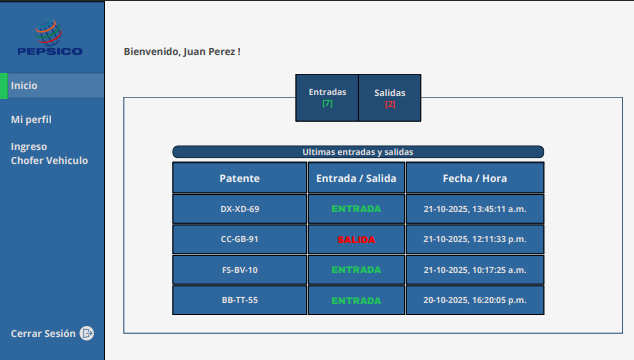 PEPSICO
Inicio
Mi perfil
Ingreso
Chofer Vehiculo
Cerrar Sesión
Bienvenido, Juan Perez !
Entradas Salidas
[7] [2]
Ultimas entradas y salidas
Patente Entrada / Salida Fecha / Hora
DX-XD-69 ENTRADA 21-10-2025, 13:45:11 a.m.
CC-GB-91 SALIDA 21-10-2025, 12:11:33 p.m.
FS-BV-10 ENTRADA 21-10-2025, 10:17:25 a.m.
BB-TT-55 ENTRADA 20-10-2025, 16:20:05 p.m.